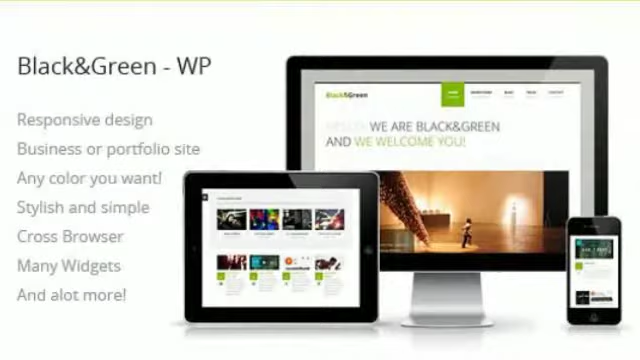 Black&Green - WP
Responsive design
Business or portfolio site
Any color you want!
Stylish and simple
Cross Browser
Many Widgets
And alot more!
Black&Green
WE ARE BLACK&GREEN
AND WE WELCOME YOU!